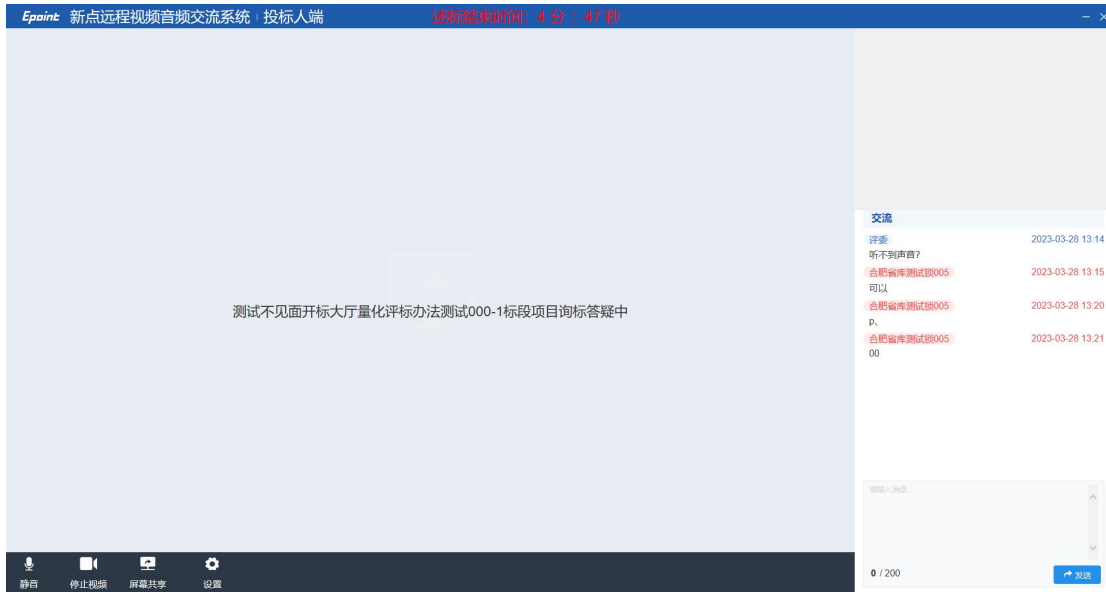 Epoint 新点远程视频音频交流系统 | 投标人端 述标结束时间：4 分 ：47 秒
测试不见面开标大厅量化评标办法测试000-1标段项目询标答疑中
交流
评委 2023-03-28 13:14
听不到声音?
合肥省库测试锁005 2023-03-28 13:15
可以
合肥省库测试锁005 2023-03-28 13:20
p、
合肥省库测试锁005 2023-03-28 13:21
00
请输入消息...
0 / 200
发送
静音 停止视频 屏幕共享 设置